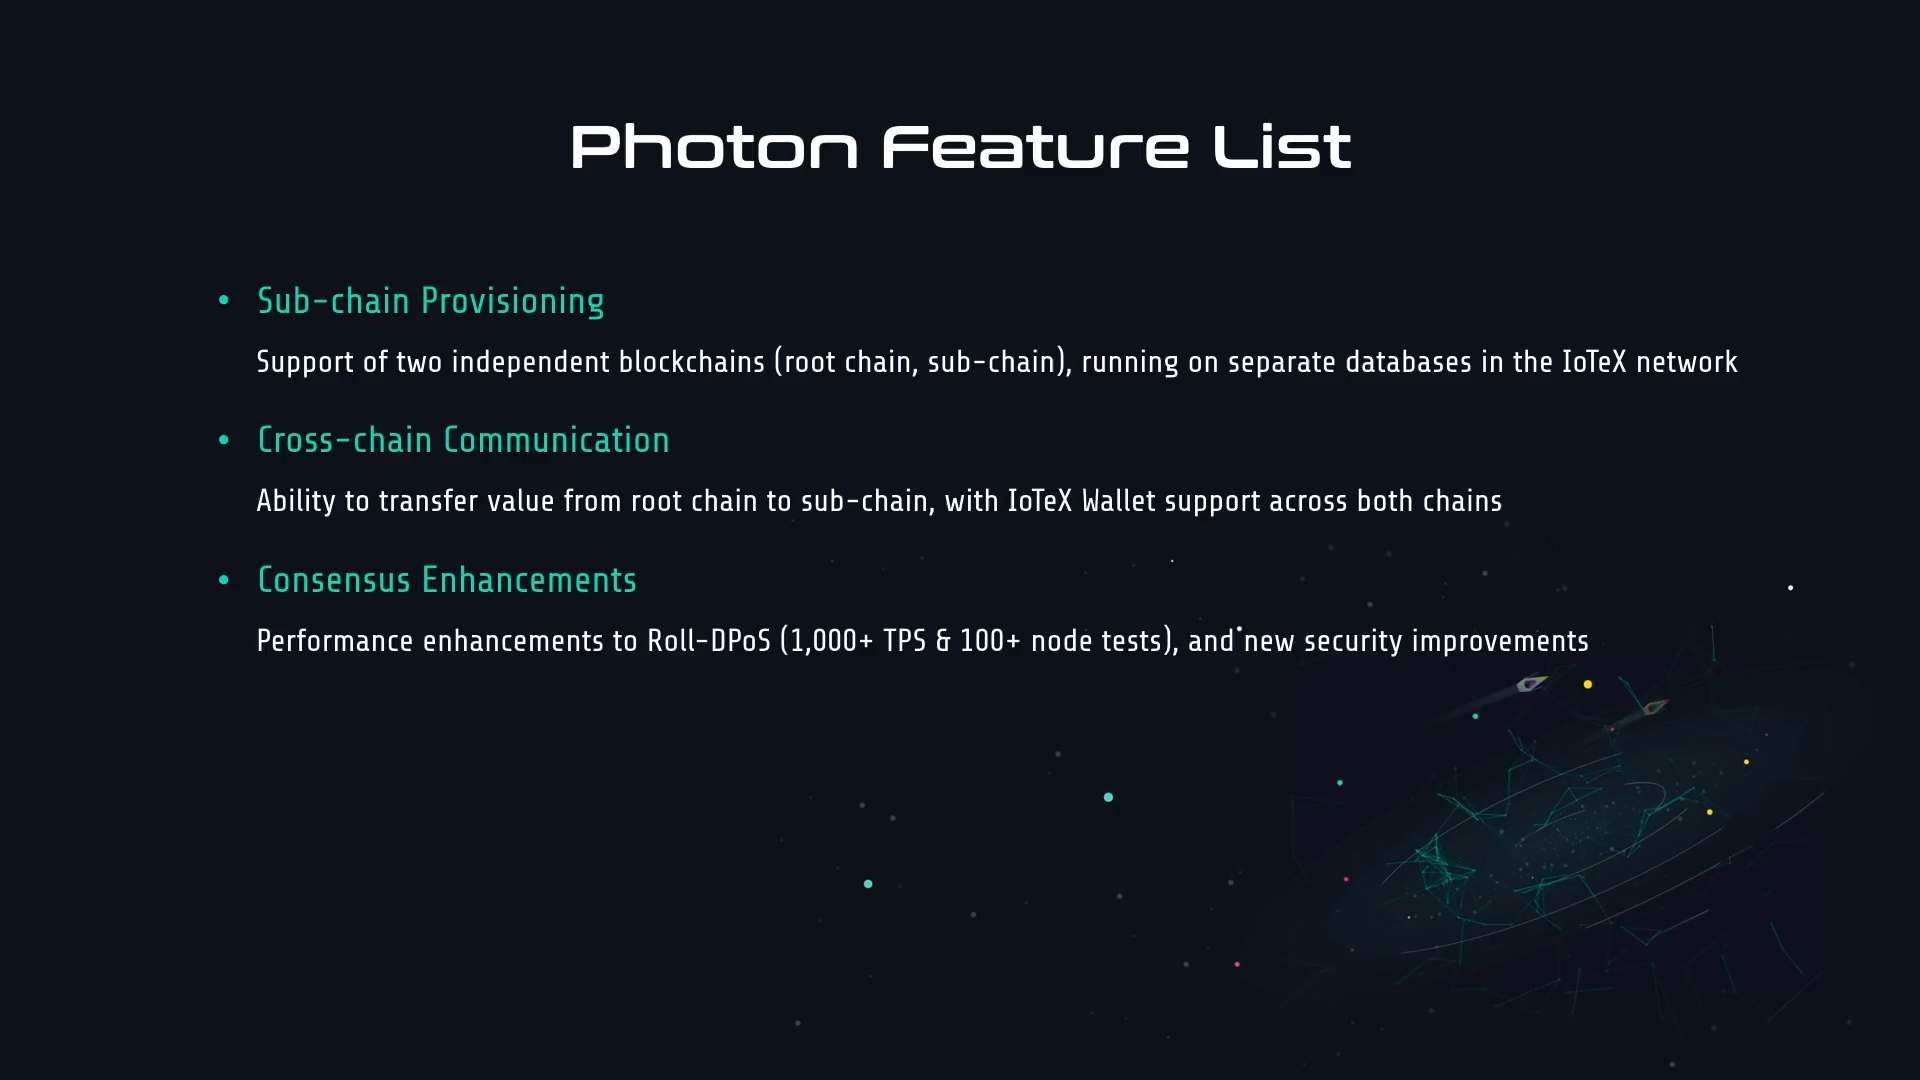 Photon Feature List
• Sub-chain Provisioning
Support of two independent blockchains (root chain, sub-chain), running on separate databases in the IoTeX network
• Cross-chain Communication
Ability to transfer value from root chain to sub-chain, with IoTeX Wallet support across both chains
• Consensus Enhancements
Performance enhancements to Roll-DPoS (1,000+ TPS & 100+ node tests), and new security improvements